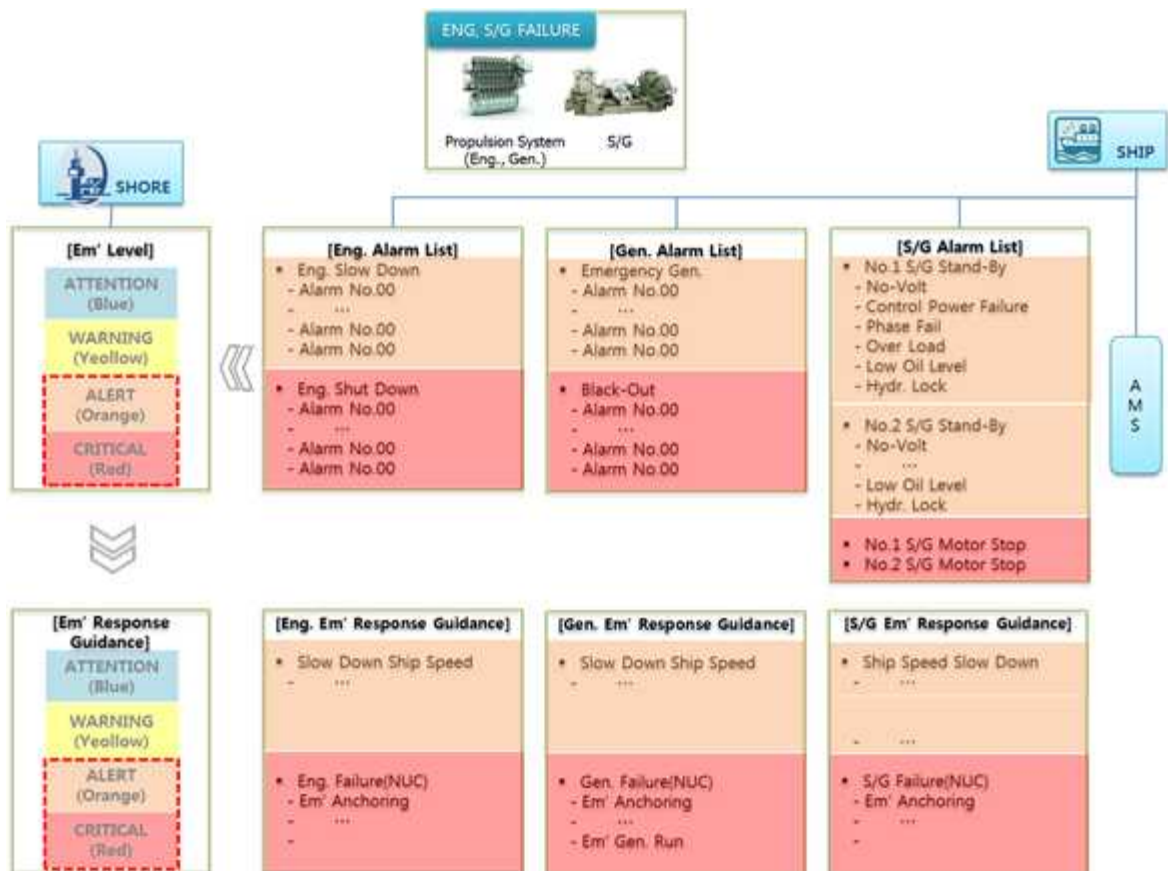 ENG, S/G FAILURE
Propulsion System
(Eng., Gen.)
S/G
SHORE
SHIP
[Em' Level]
ATTENTION
(Blue)
WARNING
(Yeollow)
ALERT
(Orange)
CRITICAL
(Red)
[Eng. Alarm List]
▪ Eng. Slow Down
- Alarm No.00
- ...
- Alarm No.00
- Alarm No.00
▪ Eng. Shut Down
- Alarm No.00
- ...
- Alarm No.00
- Alarm No.00
[Gen. Alarm List]
▪ Emergency Gen.
- Alarm No.00
- ...
- Alarm No.00
- Alarm No.00
▪ Black-Out
- Alarm No.00
- ...
- Alarm No.00
- Alarm No.00
[S/G Alarm List]
▪ No.1 S/G Stand-By
- No-Volt
- Control Power Failure
- Phase Fail
- Over Load
- Low Oil Level
- Hydr. Lock
▪ No.2 S/G Stand-By
- No-Volt
- ...
- Low Oil Level
- Hydr. Lock
▪ No.1 S/G Motor Stop
▪ No.2 S/G Motor Stop
A
M
S
[Em' Response
Guidance]
ATTENTION
(Blue)
WARNING
(Yeollow)
ALERT
(Orange)
CRITICAL
(Red)
[Eng. Em' Response Guidance]
▪ Slow Down Ship Speed
- ...
▪ Eng. Failure(NUC)
- Em' Anchoring
- ...
-
[Gen. Em' Response Guidance]
▪ Slow Down Ship Speed
- ...
▪ Gen. Failure(NUC)
- Em' Anchoring
- ...
- Em' Gen. Run
[S/G Em' Response Guidance]
▪ Ship Speed Slow Down
- ...
- ...
▪ S/G Failure(NUC)
- Em' Anchoring
- ...
-